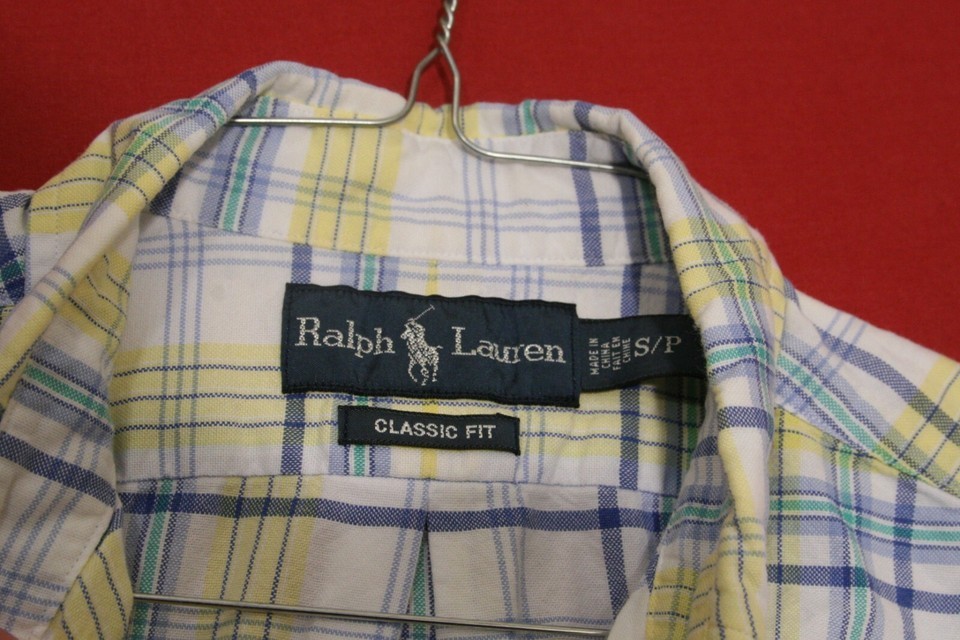 Ralph Lauren
MADE IN
CHINA
FAIT EN
CHINE
S/P
CLASSIC FIT